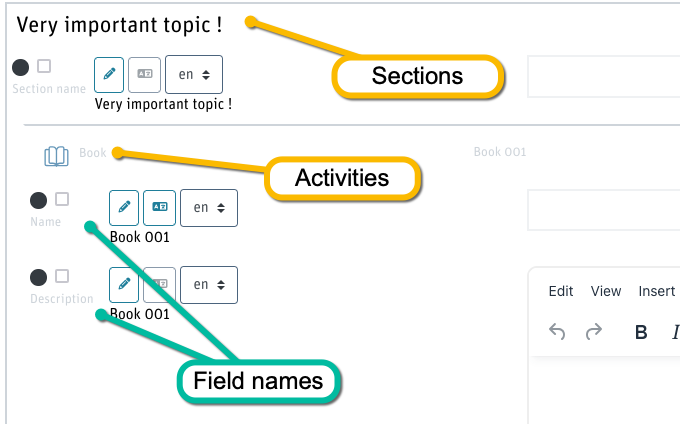 Very important topic !
Sections
en
Section name
Very important topic !
Book
Book 001
Activities
en
Name
Book 001
en
Description
Book 001
Edit View Insert
B I
Field names